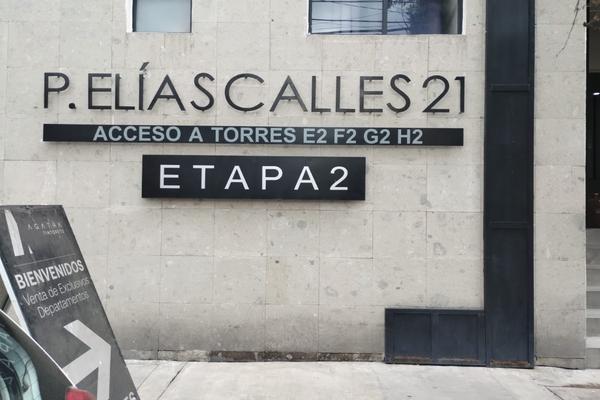 P. ELÍAS CALLES 21
ACCESO A TORRES E2 F2 G2 H2
ETAPA 2
BIENVENIDOS
Venta de Exclusivos
Departamentos